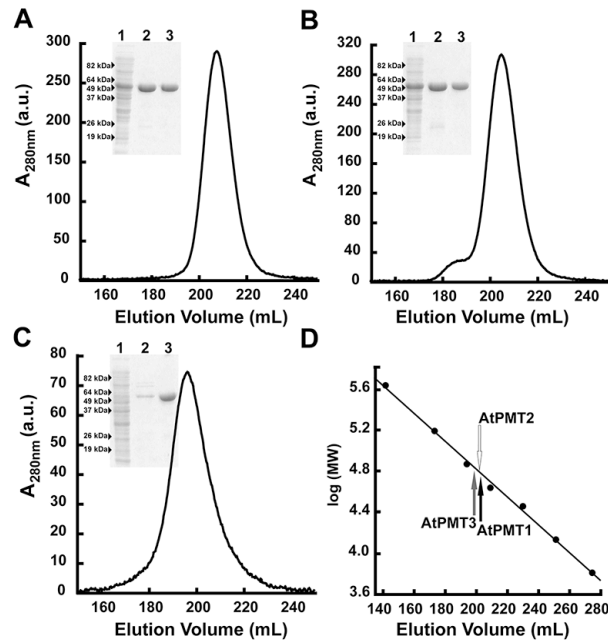 A
1 2 3
82 kDa
64 kDa
49 kDa
37 kDa
26 kDa
19 kDa
300
250
200
150
100
50
0
A280nm (a.u.)
160 180 200 220 240
Elution Volume (mL)
B
1 2 3
82 kDa
64 kDa
49 kDa
37 kDa
26 kDa
19 kDa
320
280
240
200
160
120
80
40
0
A280nm (a.u.)
160 180 200 220 240
Elution Volume (mL)
C
1 2 3
82 kDa
64 kDa
49 kDa
37 kDa
26 kDa
19 kDa
80
70
60
50
40
30
20
10
0
A280nm (a.u.)
160 180 200 220 240
Elution Volume (mL)
D
5.6
4.8
4.4
4.0
3.6
log (MW)
AtPMT2
AtPMT3
AtPMT1
140 160 180 200 220 240 260 280
Elution Volume (mL)